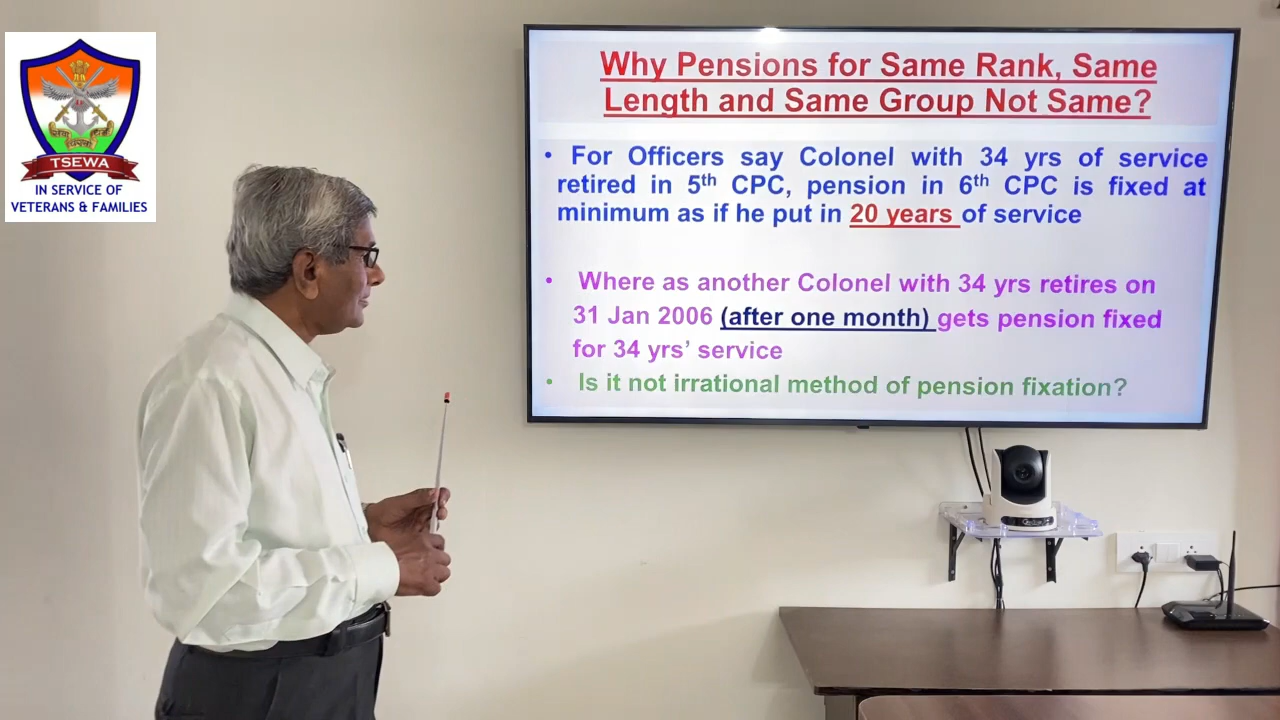 TSEWA
IN SERVICE OF
VETERANS & FAMILIES
Why Pensions for Same Rank, Same
Length and Same Group Not Same?
• For Officers say Colonel with 34 yrs of service
retired in 5th CPC, pension in 6th CPC is fixed at
minimum as if he put in 20 years of service
• Where as another Colonel with 34 yrs retires on
31 Jan 2006 (after one month) gets pension fixed
for 34 yrs’ service
• Is it not irrational method of pension fixation?